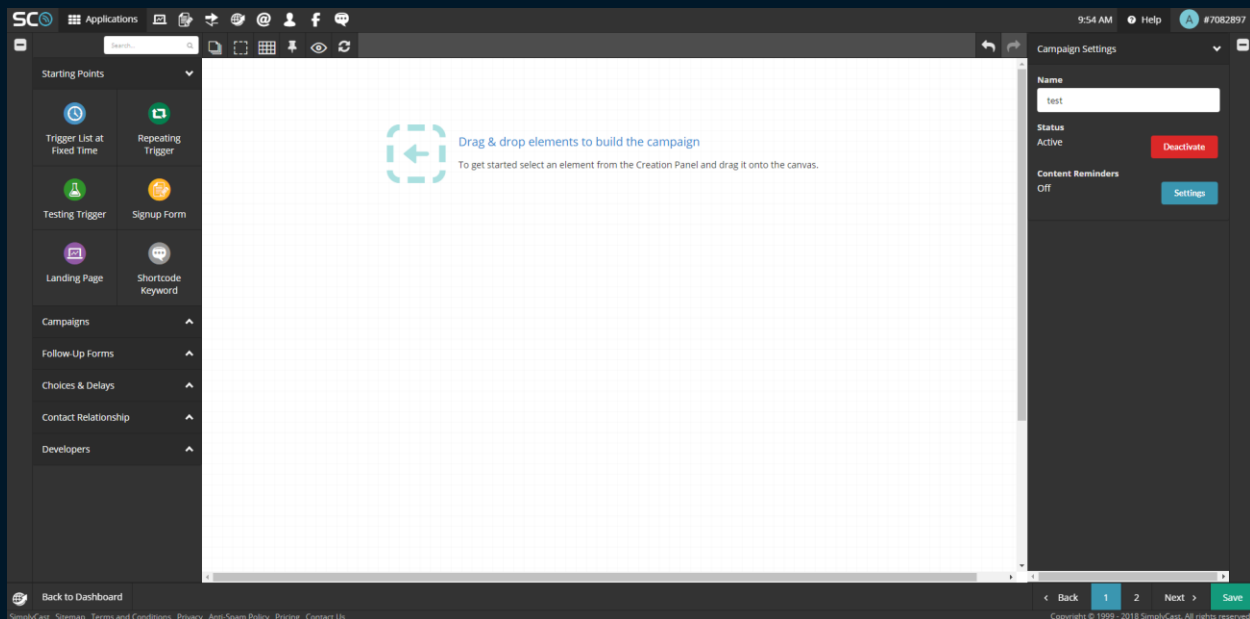 SC
Applications
9:54 AM
Help
A
#7082897
Search...
Campaign Settings
Starting Points
Name
test
Trigger List at
Fixed Time
Repeating
Trigger
Drag & drop elements to build the campaign
To get started select an element from the Creation Panel and drag it onto the canvas.
Status
Active
Deactivate
Content Reminders
Off
Settings
Testing Trigger
Signup Form
Landing Page
Shortcode
Keyword
Campaigns
Follow-Up Forms
Choices & Delays
Contact Relationship
Developers
Back to Dashboard
Back
1
2
Next
Save
SimplyCast Sitemap Terms and Conditions Privacy Anti-Spam Policy Pricing Contact Us
Copyright © 1999 - 2018 SimplyCast. All rights reserved